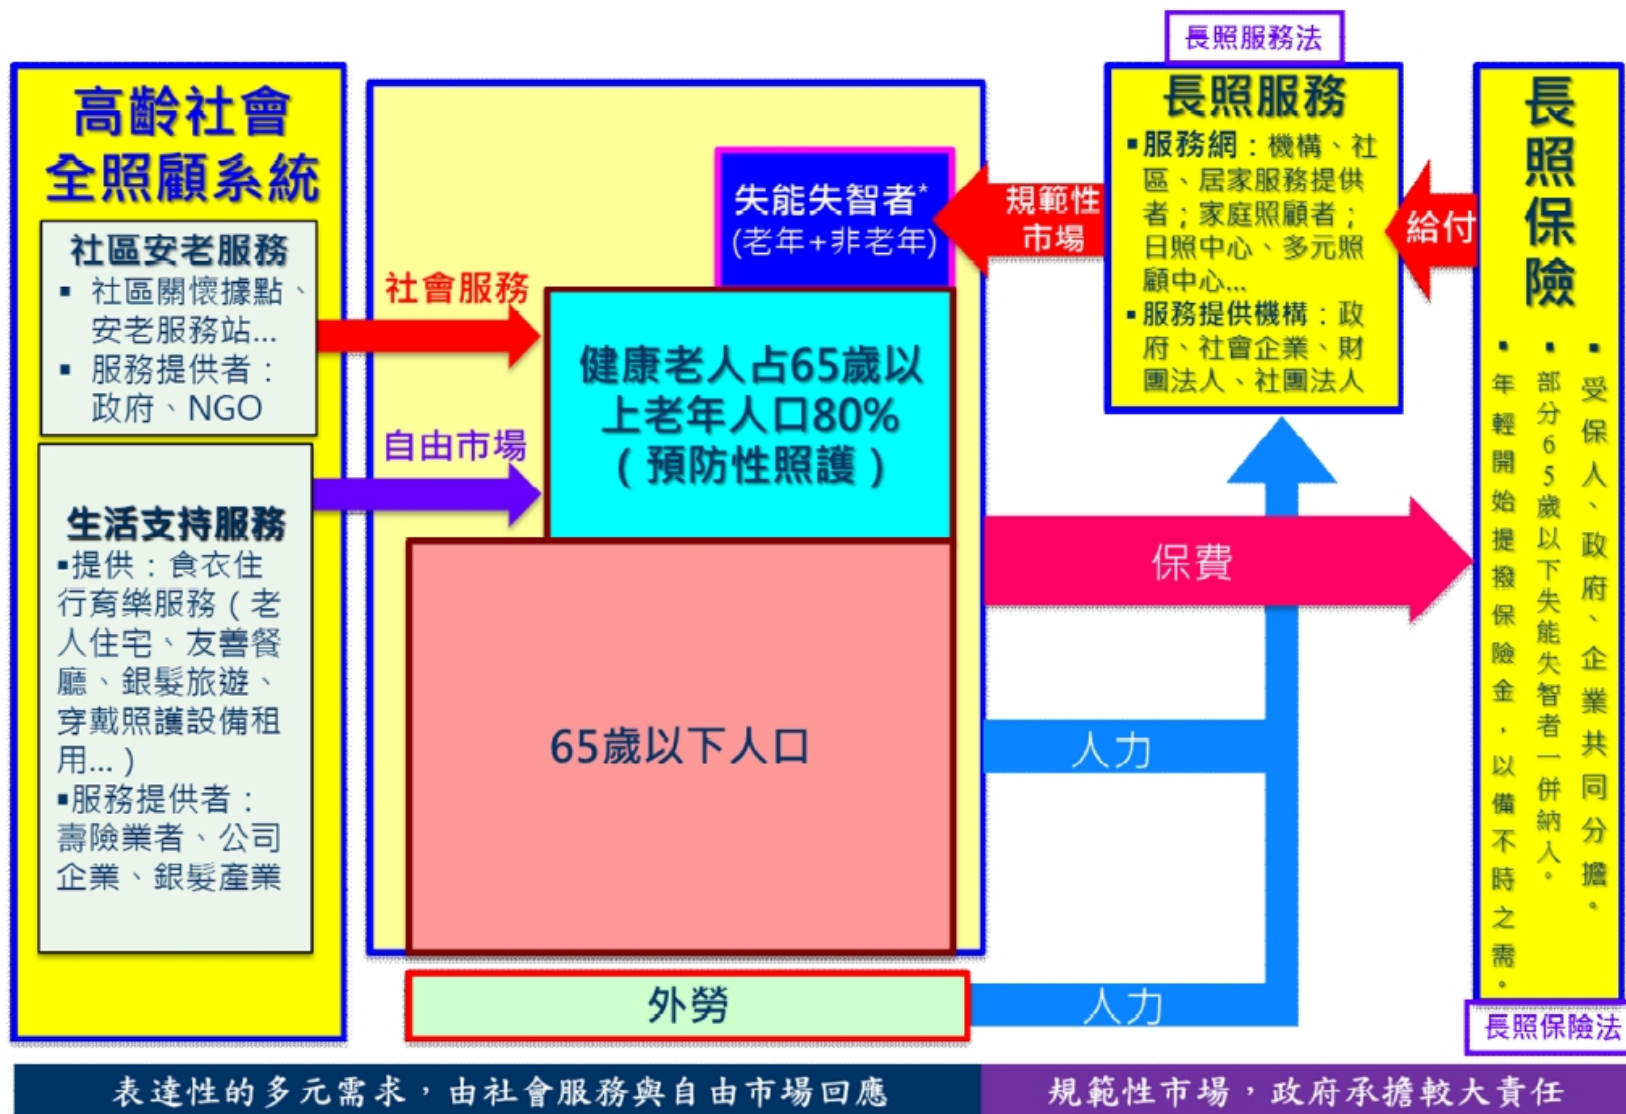 長照服務法
高齡社會
全照顧系統
社區安老服務
▪ 社區關懷據點、
安老服務站...
▪ 服務提供者：
政府、NGO
生活支持服務
▪提供：食衣住
行育樂服務（老
人住宅、友善餐
廳、銀髮旅遊、
穿戴照護設備租
用...）
▪服務提供者：
壽險業者、公司
企業、銀髮產業
社會服務
自由市場
失能失智者*
(老年+非老年)
健康老人占65歲以
上老年人口80%
（預防性照護）
65歲以下人口
外勞
規範性
市場
長照服務
▪服務網：機構、社
區、居家服務提供
者；家庭照顧者；
日照中心、多元照
顧中心...
▪服務提供機構：政
府、社會企業、財
團法人、社團法人
給付
保費
人力
人力
長照保險
▪受保人、政府、企業共同分擔。
▪部分65歲以下失能失智者一併納入。
▪年輕開始提撥保險金，以備不時之需。
長照保險法
表達性的多元需求，由社會服務與自由市場回應
規範性市場，政府承擔較大責任